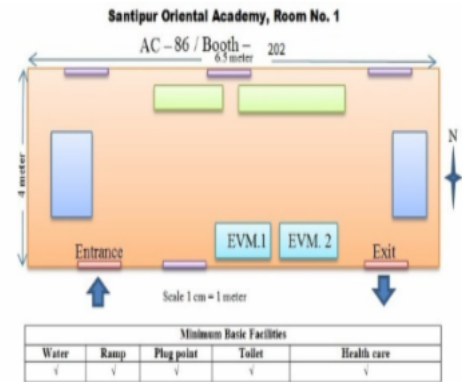 Santipur Oriental Academy, Room No. 1
AC – 86 / Booth – 202
6.5 meter
4 meter
N
EVM.1 EVM. 2
Entrance Exit
Scale 1 cm = 1 meter
Minimum Basic Facilities
Water Ramp Plug point Toilet Health care
√ √ √ √ √